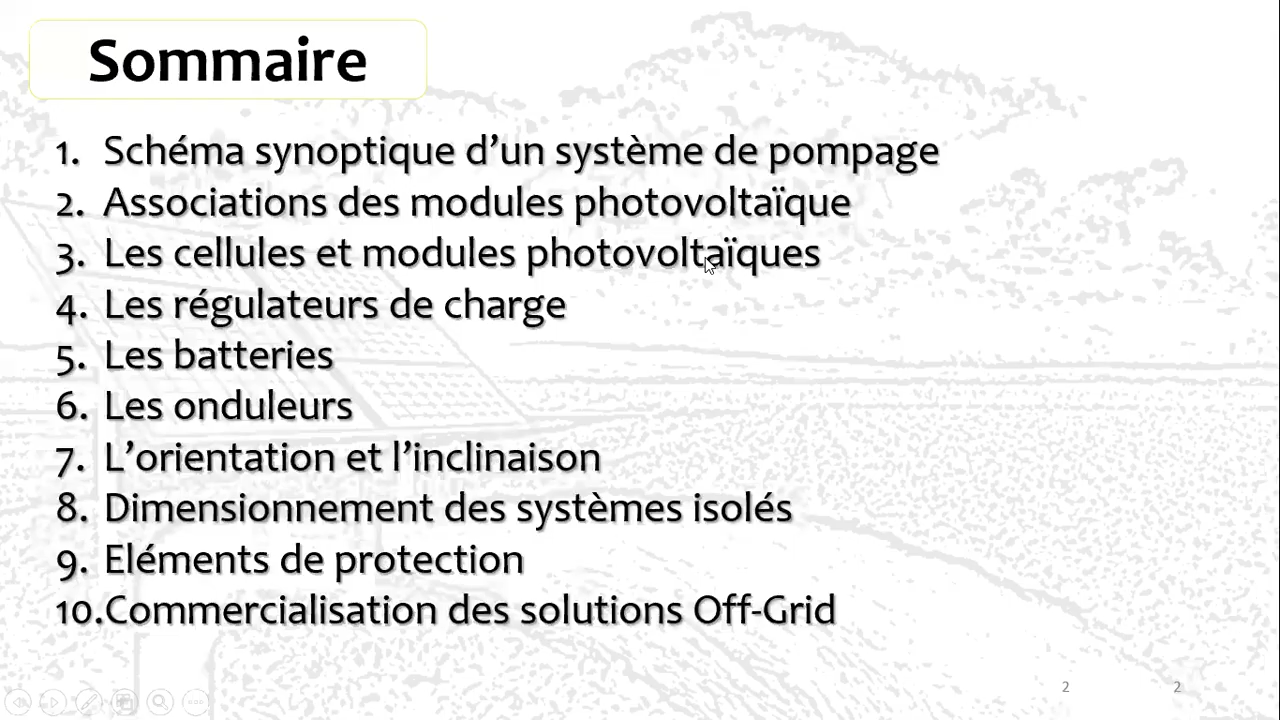 Sommaire
1. Schéma synoptique d’un système de pompage
2. Associations des modules photovoltaïque
3. Les cellules et modules photovoltaïques
4. Les régulateurs de charge
5. Les batteries
6. Les onduleurs
7. L’orientation et l’inclinaison
8. Dimensionnement des systèmes isolés
9. Eléments de protection
10.Commercialisation des solutions Off-Grid
2 2